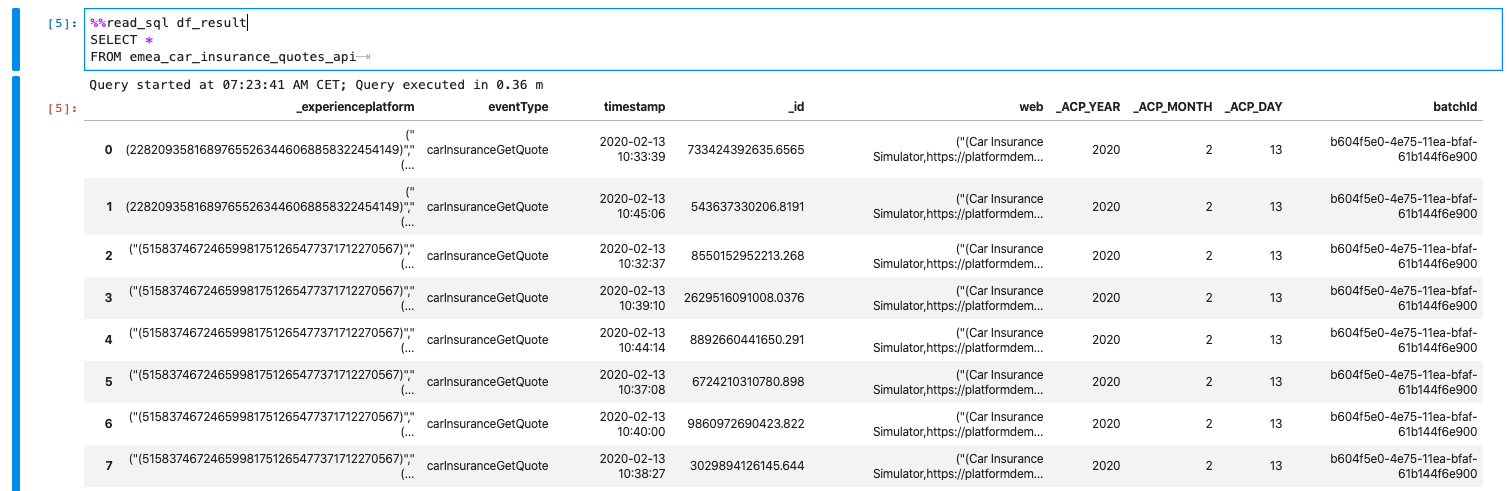 [5]: %%read_sql df_result
SELECT *
FROM emea_car_insurance_quotes_api
Query started at 07:23:41 AM CET; Query executed in 0.36 m
[5]: _experienceplatform eventType timestamp _id web _ACP_YEAR _ACP_MONTH _ACP_DAY batchId
0 ("(22820935816897655263446068858322454149)","(... carInsuranceGetQuote 2020-02-13 10:33:39 733424392635.6565 ("(Car Insurance Simulator,https://platformdem... 2020 2 13 b604f5e0-4e75-11ea-bfaf-61b144f6e900
1 ("(22820935816897655263446068858322454149)","(... carInsuranceGetQuote 2020-02-13 10:45:06 543637330206.8191 ("(Car Insurance Simulator,https://platformdem... 2020 2 13 b604f5e0-4e75-11ea-bfaf-61b144f6e900
2 ("(51583746724659981751265477371712270567)","(... carInsuranceGetQuote 2020-02-13 10:32:37 8550152952213.268 ("(Car Insurance Simulator,https://platformdem... 2020 2 13 b604f5e0-4e75-11ea-bfaf-61b144f6e900
3 ("(51583746724659981751265477371712270567)","(... carInsuranceGetQuote 2020-02-13 10:39:10 2629516091008.0376 ("(Car Insurance Simulator,https://platformdem... 2020 2 13 b604f5e0-4e75-11ea-bfaf-61b144f6e900
4 ("(51583746724659981751265477371712270567)","(... carInsuranceGetQuote 2020-02-13 10:44:14 8892660441650.291 ("(Car Insurance Simulator,https://platformdem... 2020 2 13 b604f5e0-4e75-11ea-bfaf-61b144f6e900
5 ("(51583746724659981751265477371712270567)","(... carInsuranceGetQuote 2020-02-13 10:37:08 6724210310780.898 ("(Car Insurance Simulator,https://platformdem... 2020 2 13 b604f5e0-4e75-11ea-bfaf-61b144f6e900
6 ("(51583746724659981751265477371712270567)","(... carInsuranceGetQuote 2020-02-13 10:40:00 9860972690423.822 ("(Car Insurance Simulator,https://platformdem... 2020 2 13 b604f5e0-4e75-11ea-bfaf-61b144f6e900
7 ("(51583746724659981751265477371712270567)","(... carInsuranceGetQuote 2020-02-13 10:38:27 3029894126145.644 ("(Car Insurance Simulator,https://platformdem... 2020 2 13 b604f5e0-4e75-11ea-bfaf-61b144f6e900